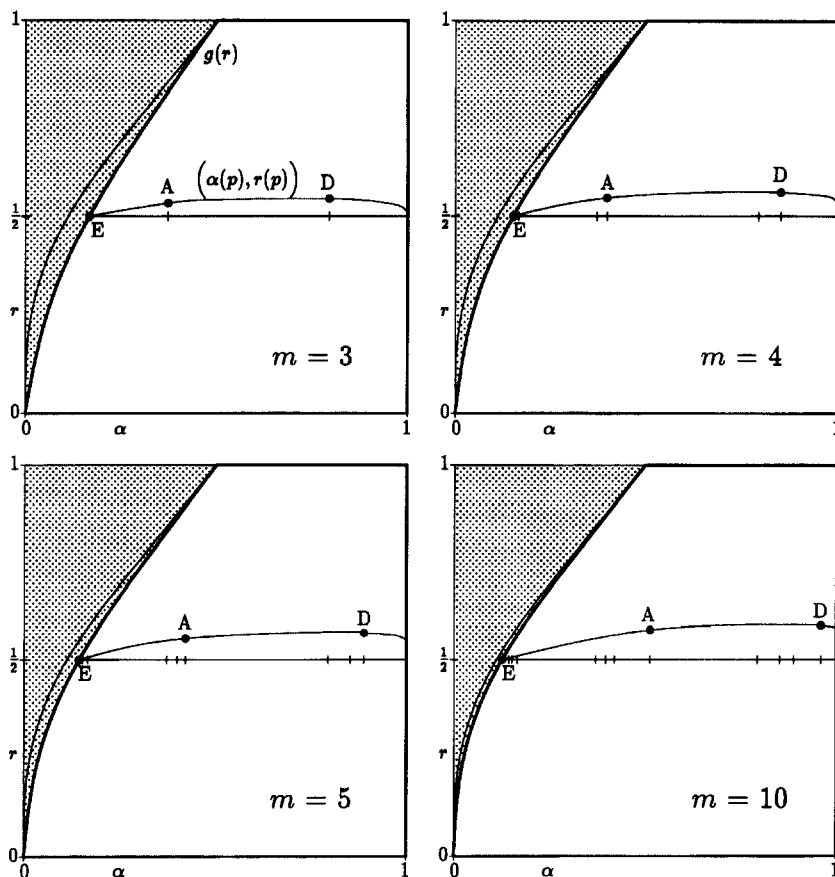 1
g(r)
(α(p), r(p))
A
D
1/2
E
r
m = 3
0
0
α
1
1
A
D
1/2
E
r
m = 4
0
0
α
1
1
A
D
1/2
E
r
m = 5
0
0
α
1
1
A
D
1/2
E
r
m = 10
0
0
α
1